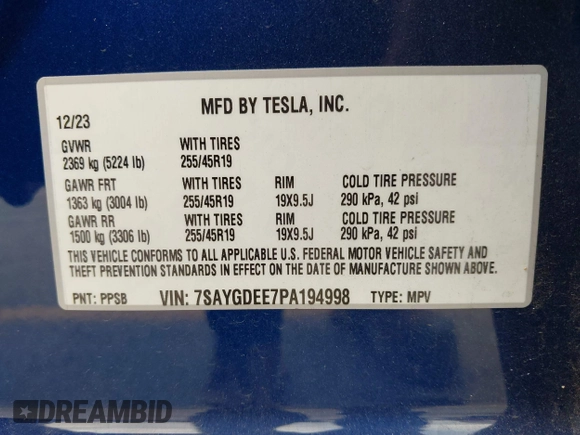 MFD BY TESLA, INC.
12/23
GVWR WITH TIRES
2369 kg (5224 lb) 255/45R19
GAWR FRT WITH TIRES RIM COLD TIRE PRESSURE
1363 kg (3004 lb) 255/45R19 19X9.5J 290 kPa, 42 psi
GAWR RR WITH TIRES RIM COLD TIRE PRESSURE
1500 kg (3306 lb) 255/45R19 19X9.5J 290 kPa, 42 psi
THIS VEHICLE CONFORMS TO ALL APPLICABLE U.S. FEDERAL MOTOR VEHICLE SAFETY AND
THEFT PREVENTION STANDARDS IN EFFECT ON THE DATE OF MANUFACTURE SHOWN ABOVE.
PNT: PPSB VIN: 7SAYGDEE7PA194998 TYPE: MPV
DREAMBID